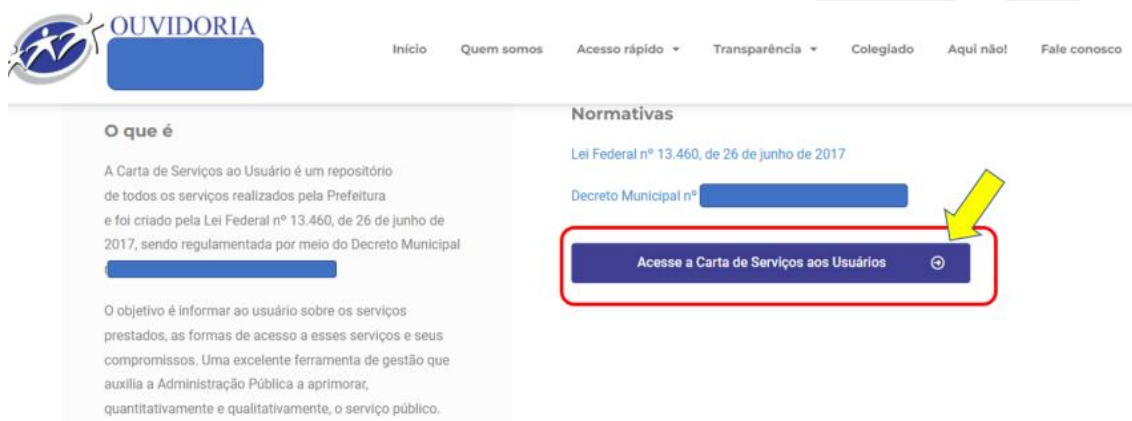 OUVIDORIA
Início Quem somos Acesso rápido Transparência Colegiado Aqui não! Fale conosco
O que é
A Carta de Serviços ao Usuário é um repositório
de todos os serviços realizados pela Prefeitura
e foi criado pela Lei Federal nº 13.460, de 26 de junho de
2017, sendo regulamentada por meio do Decreto Municipal
O objetivo é informar ao usuário sobre os serviços
prestados, as formas de acesso a esses serviços e seus
compromissos. Uma excelente ferramenta de gestão que
auxilia a Administração Pública a aprimorar,
quantitativamente e qualitativamente, o serviço público.
Normativas
Lei Federal nº 13.460, de 26 de junho de 2017
Decreto Municipal nº
Acesse a Carta de Serviços aos Usuários